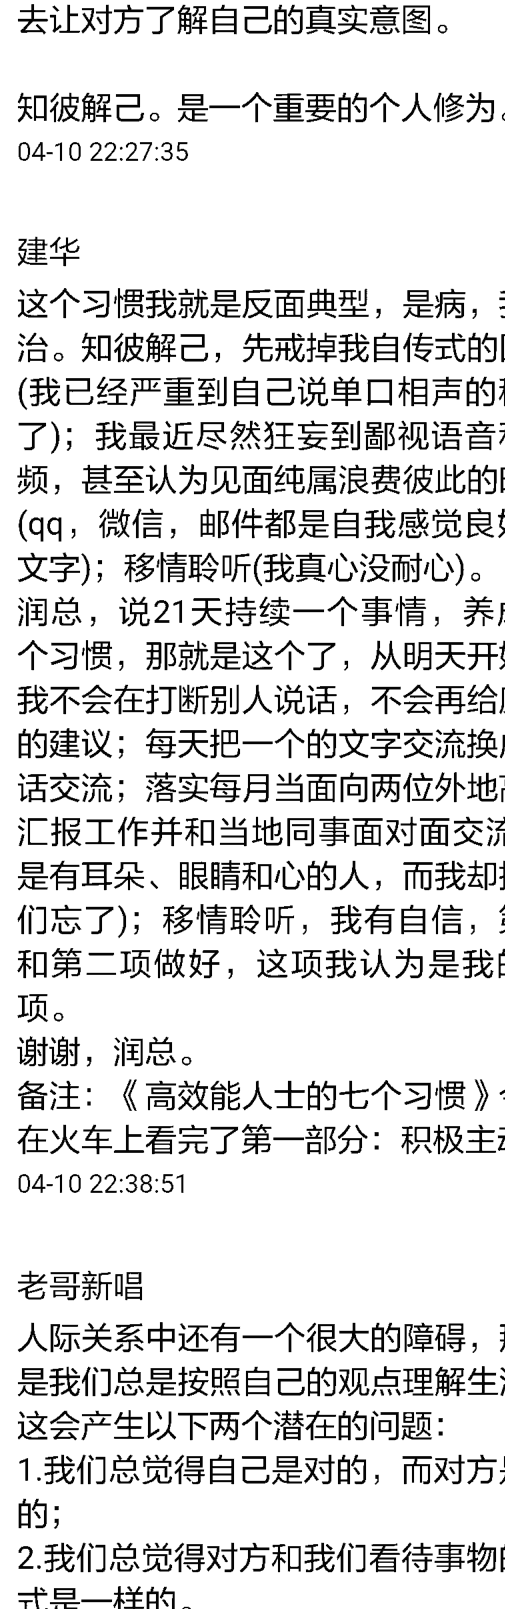 去让对方了解自己的真实意图。
知彼解己。是一个重要的个人修为。
04-10 22:27:35
建华
这个习惯我就是反面典型，是病，
治。知彼解己，先戒掉我自传式的
(我已经严重到自己说单口相声的
了)；我最近尽然狂妄到鄙视语音
频，甚至认为见面纯属浪费彼此的
(qq，微信，邮件都是自我感觉良
文字)；移情聆听(我真心没耐心)。
润总，说21天持续一个事情，养
个习惯，那就是这个了，从明天开
我不会在打断别人说话，不会再给
的建议；每天把一个的文字交流换
话交流；落实每月当面向两位外地
汇报工作并和当地同事面对面交流
是有耳朵、眼睛和心的人，而我却
们忘了)；移情聆听，我有自信，
和第二项做好，这项我认为是我
项。
谢谢，润总。
备注：《高效能人士的七个习惯》
在火车上看完了第一部分：积极主
04-10 22:38:51
老哥新唱
人际关系中还有一个很大的障碍，
是我们总是按照自己的观点理解生
这会产生以下两个潜在的问题：
1.我们总觉得自己是对的，而对方
的；
2.我们总觉得对方和我们看待事物
式是一样的。